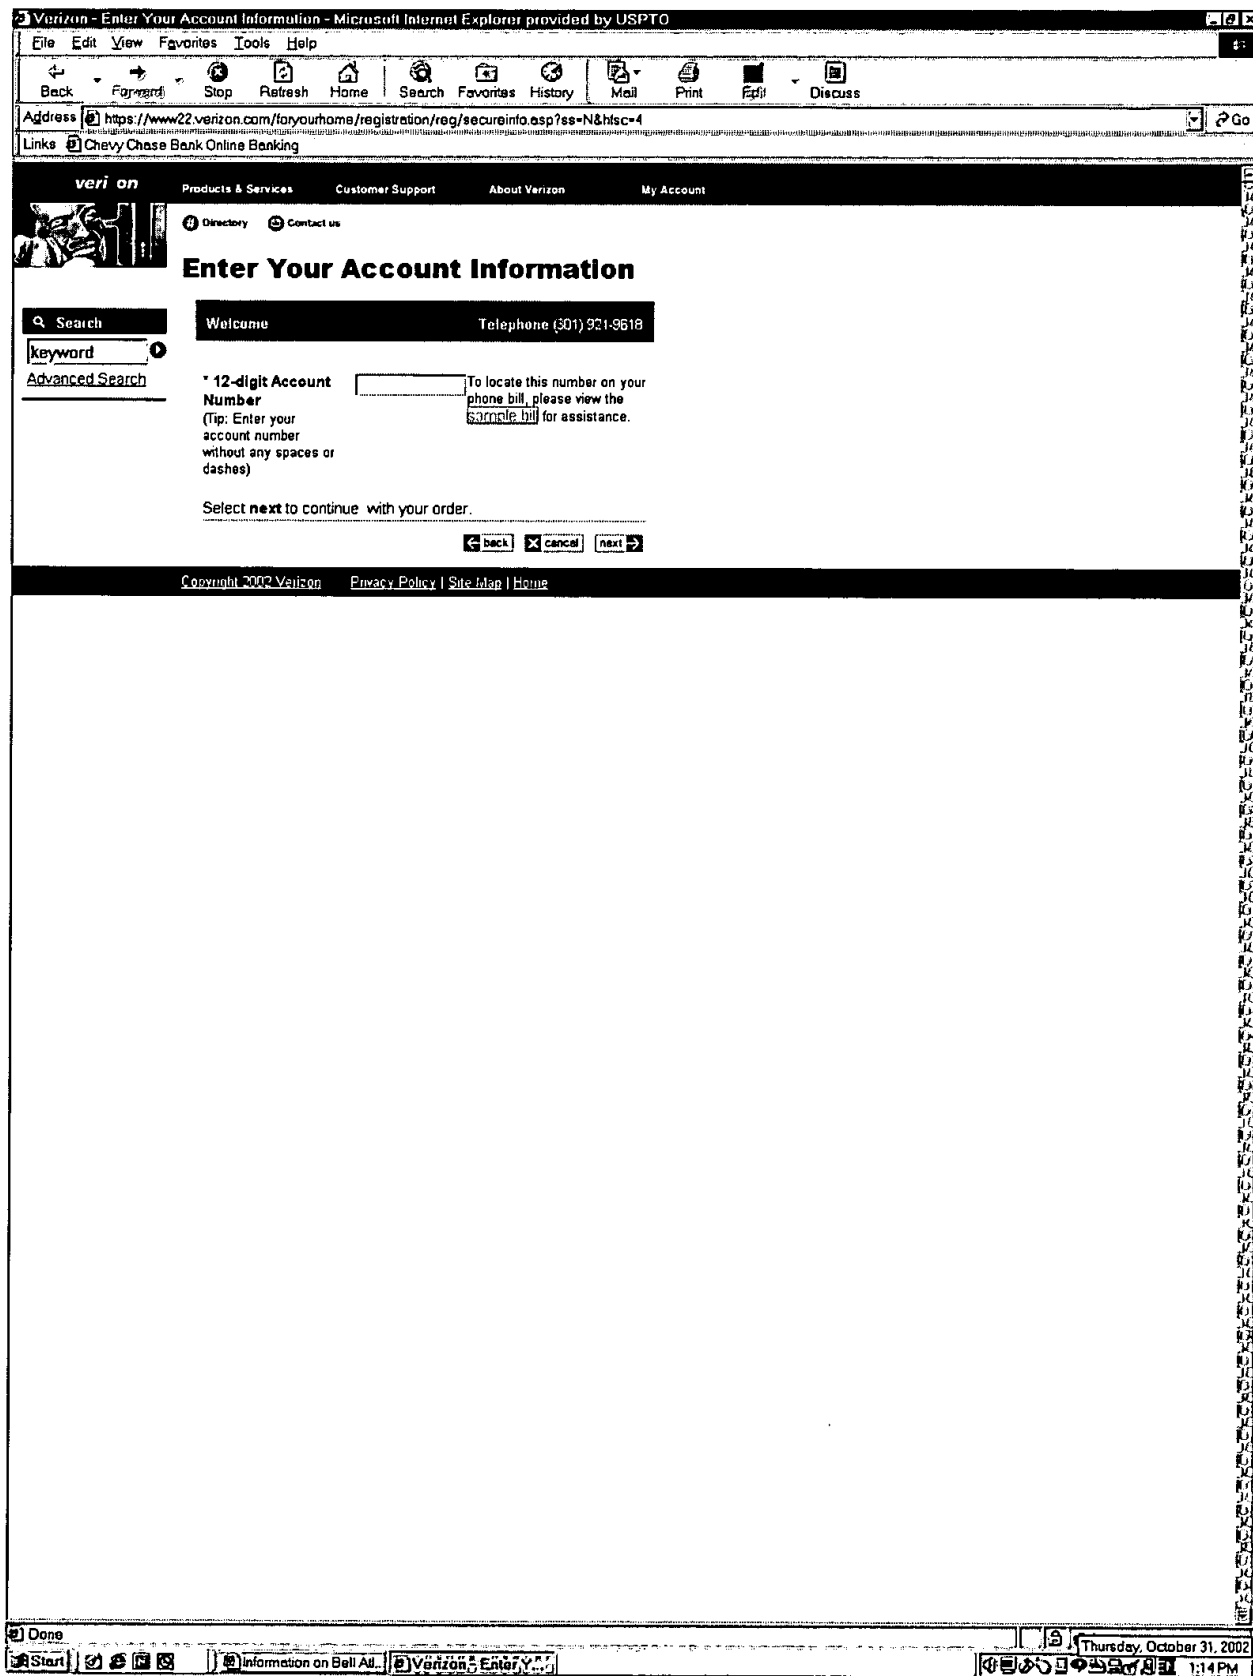 Verizon - Enter Your Account Information - Microsoft Internet Explorer provided by USPTO
File Edit View Favorites Tools Help
Back Forward Stop Refresh Home Search Favorites History Mail Print Edit Discuss
Address https://www22.verizon.com/foryourhome/registration/reg/secureinfo.asp?ss=N&htsc=4 Go
Links Chevy Chase Bank Online Banking
veri on Products & Services Customer Support About Verizon My Account
Directory Contact us
Enter Your Account Information
Search
keyword
Advanced Search
Welcome Telephone (301) 921-9618
* 12-digit Account
Number
(Tip: Enter your
account number
without any spaces or
dashes)
To locate this number on your
phone bill, please view the
sample bill for assistance.
Select next to continue with your order.
back cancel next
Copyright 2002 Verizon Privacy Policy | Site Map | Home
Done
Thursday, October 31, 2002
Start Information on Bell Atl... Verizon - Enter Y... 1:14 PM